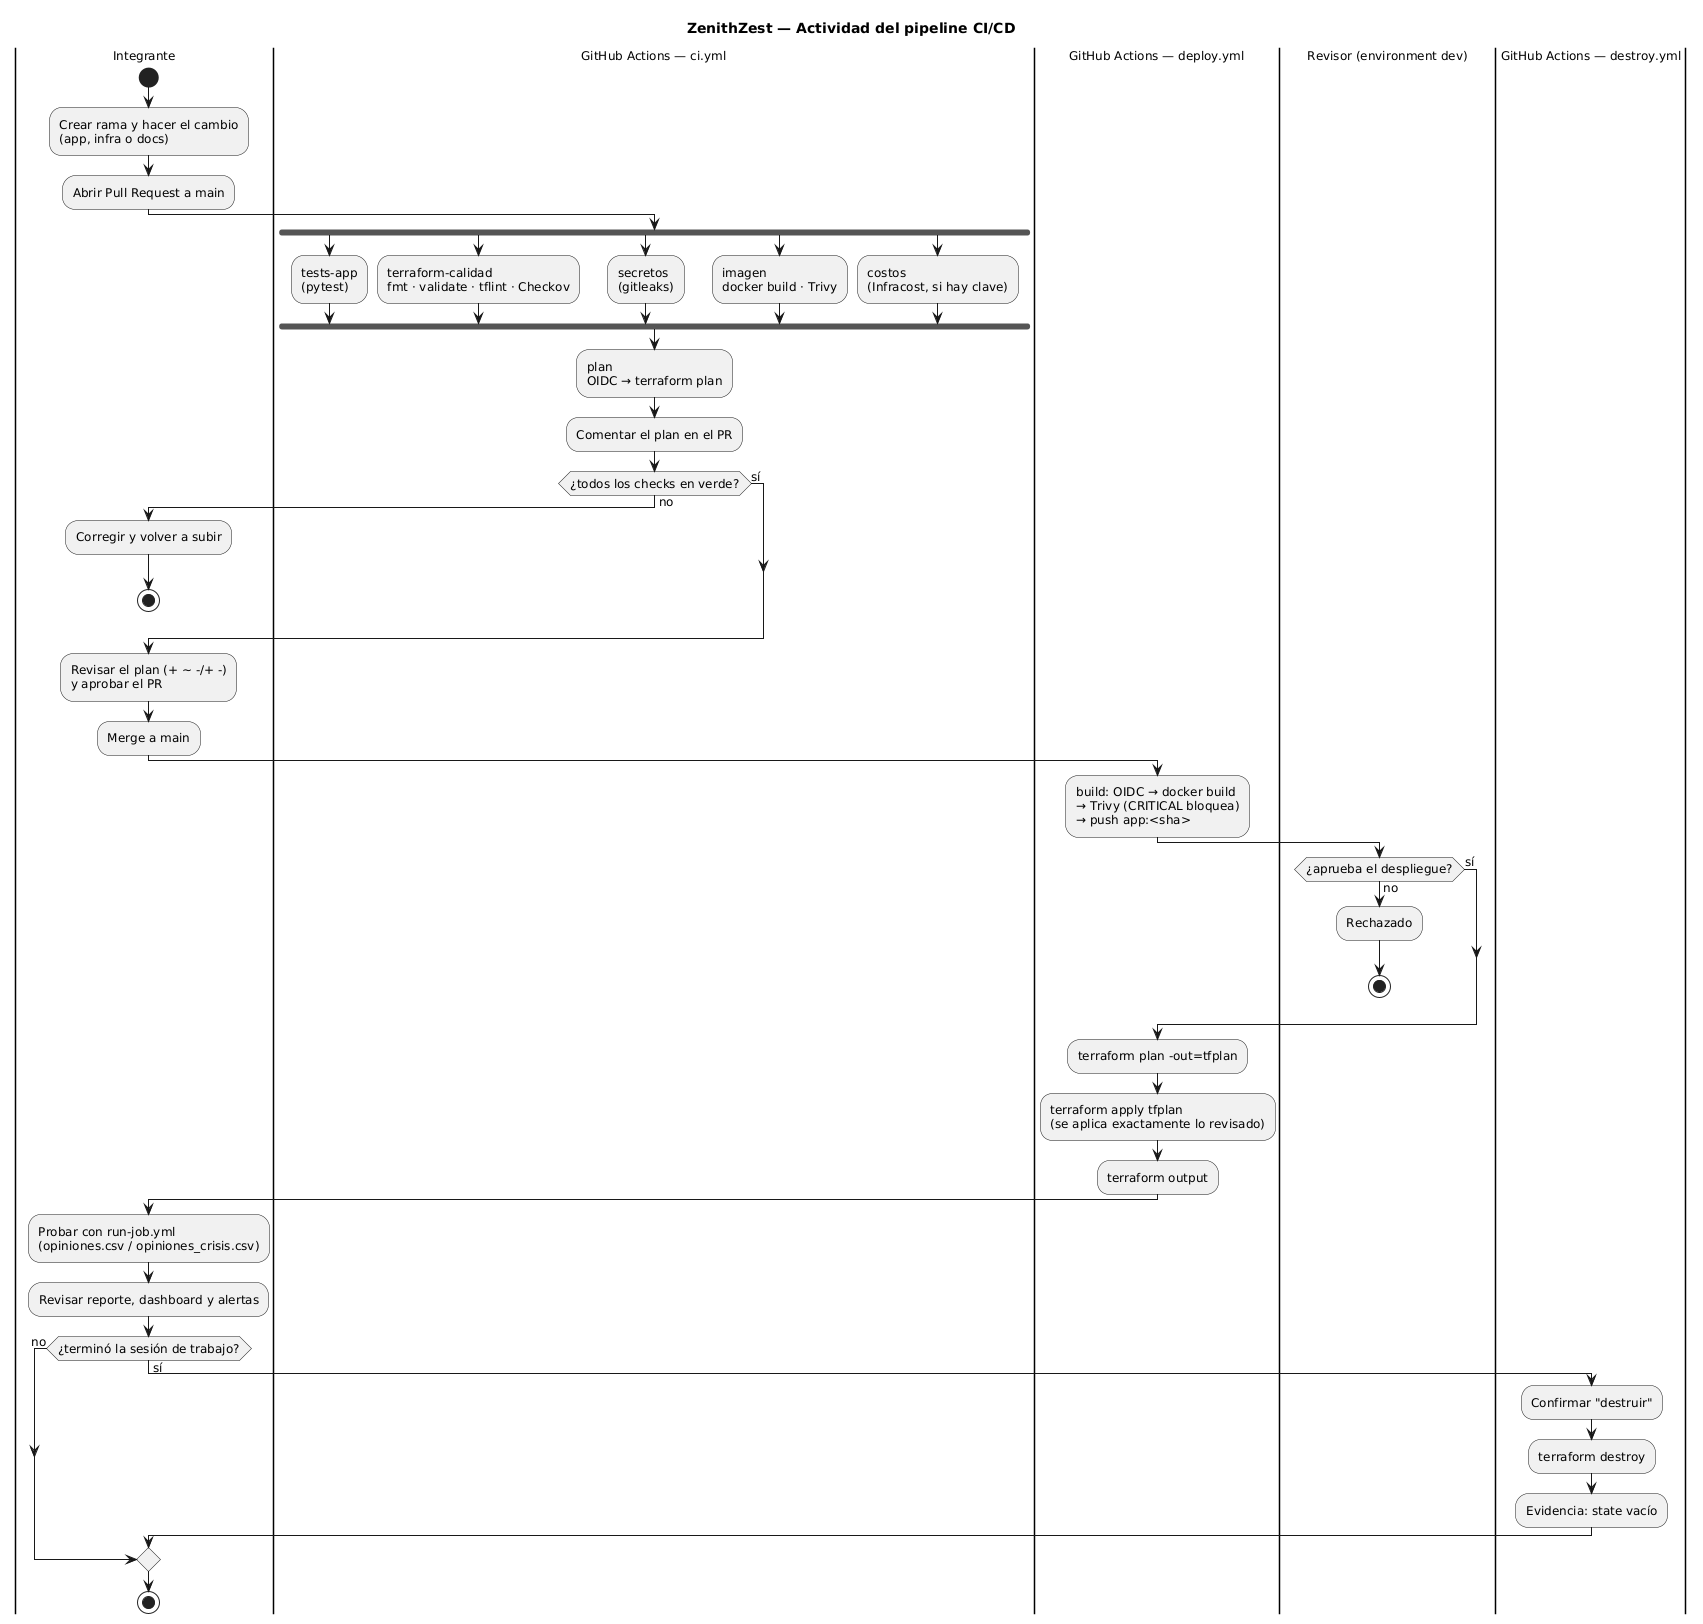 ZenithZest — Actividad del pipeline CI/CD
Integrante
GitHub Actions — ci.yml
GitHub Actions — deploy.yml
Revisor (environment dev)
GitHub Actions — destroy.yml
Crear rama y hacer el cambio
(app, infra o docs)
Abrir Pull Request a main
tests-app
(pytest)
terraform-calidad
fmt · validate · tflint · Checkov
secretos
(gitleaks)
imagen
docker build · Trivy
costos
(Infracost, si hay clave)
plan
OIDC → terraform plan
Comentar el plan en el PR
¿todos los checks en verde?
sí
no
Corregir y volver a subir
Revisar el plan (+ ~ -/+ -)
y aprobar el PR
Merge a main
build: OIDC → docker build
→ Trivy (CRITICAL bloquea)
→ push app:<sha>
¿aprueba el despliegue?
sí
no
Rechazado
terraform plan -out=tfplan
terraform apply tfplan
(se aplica exactamente lo revisado)
terraform output
Probar con run-job.yml
(opiniones.csv / opiniones_crisis.csv)
Revisar reporte, dashboard y alertas
no
¿terminó la sesión de trabajo?
sí
Confirmar "destruir"
terraform destroy
Evidencia: state vacío